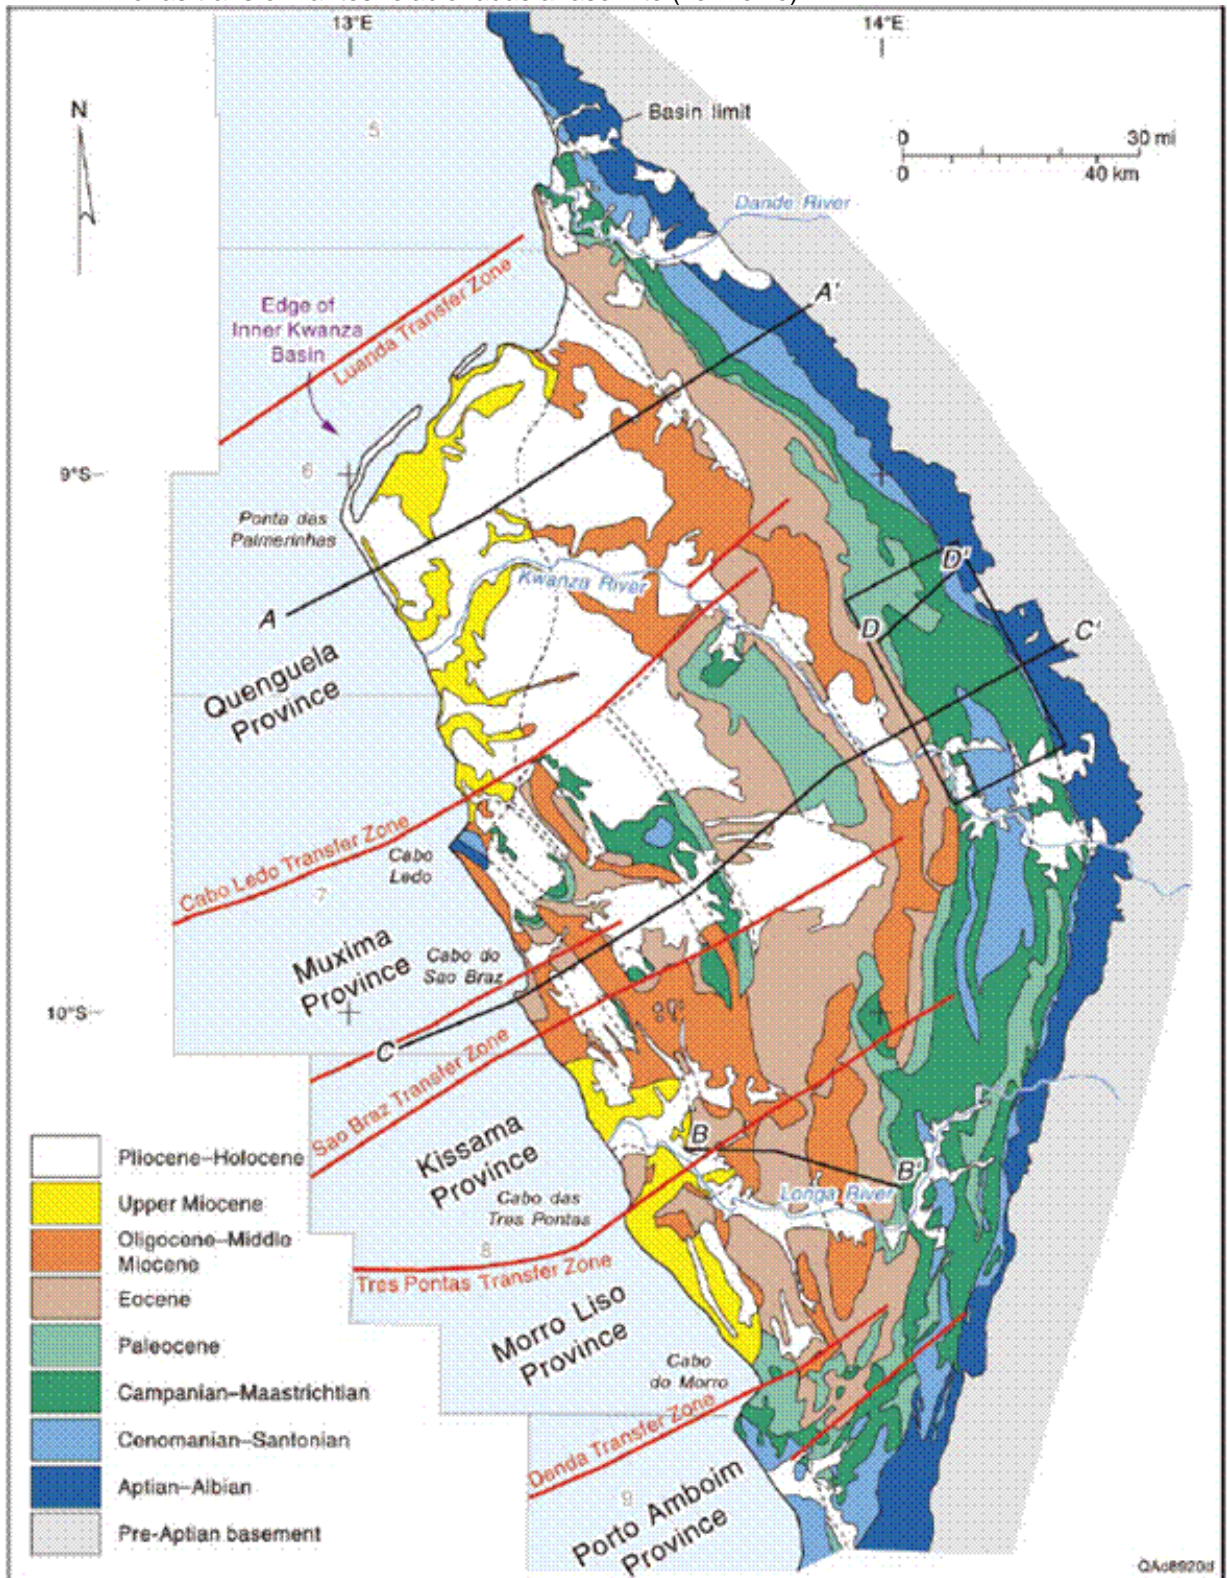 13°E
14°E
N
5
Basin limit
0
30 mi
0
40 km
Dande River
A'
Edge of
Inner Kwanza
Basin
Luanda Transfer Zone
9°S
6
Ponta das
Palmerinhas
Kwanza River
A
D'
D
C'
Quenguela
Province
Cabo Ledo Transfer Zone
Cabo
Ledo
7
Muxima
Province
Cabo do
Sao Braz
10°S
C
Sao Braz Transfer Zone
Kissama
Province
B
B'
Longa River
Cabo das
Tres Pontas
8
Tres Pontas Transfer Zone
Morro Liso
Province
Cabo
do Morro
Danda Transfer Zone
9
Porto Amboim
Province
Pliocene–Holocene
Upper Miocene
Oligocene–Middle
Miocene
Eocene
Paleocene
Campanian–Maastrichtian
Cenomanian–Santonian
Aptian–Albian
Pre-Aptian basement
QAc8920d